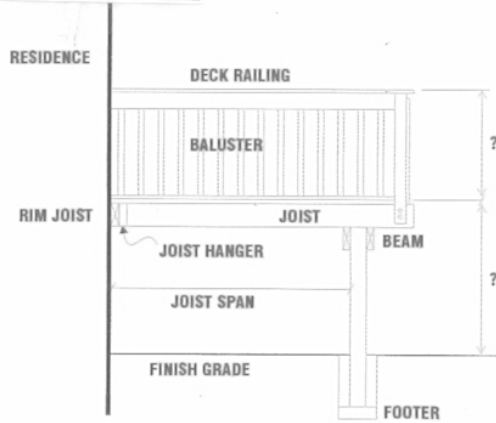 RESIDENCE
DECK RAILING
BALUSTER
?
RIM JOIST
JOIST
JOIST HANGER
BEAM
?
JOIST SPAN
FINISH GRADE
FOOTER